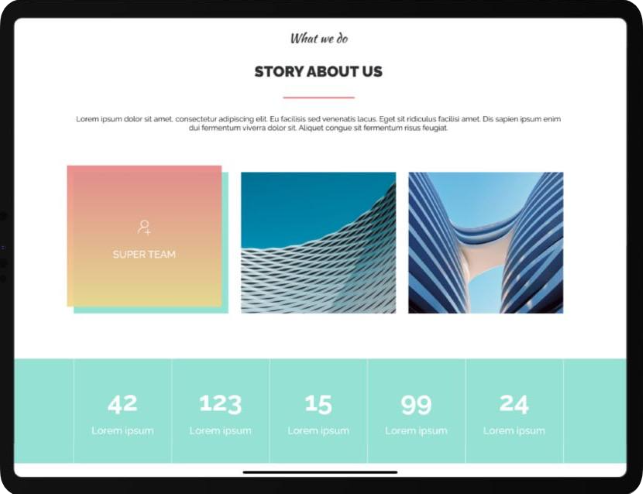 What we do
STORY ABOUT US
Lorem ipsum dolor sit amet, consectetur adipiscing elit. Eu facilisis sed venenatis lacus. Eget sit ridiculus facilisi amet. Dis sapien ipsum enim
dui fermentum viverra dolor sit. Aliquet congue sit fermentum risus feugiat.
SUPER TEAM
42 123 15 99 24
Lorem ipsum Lorem ipsum Lorem ipsum Lorem ipsum Lorem ipsum